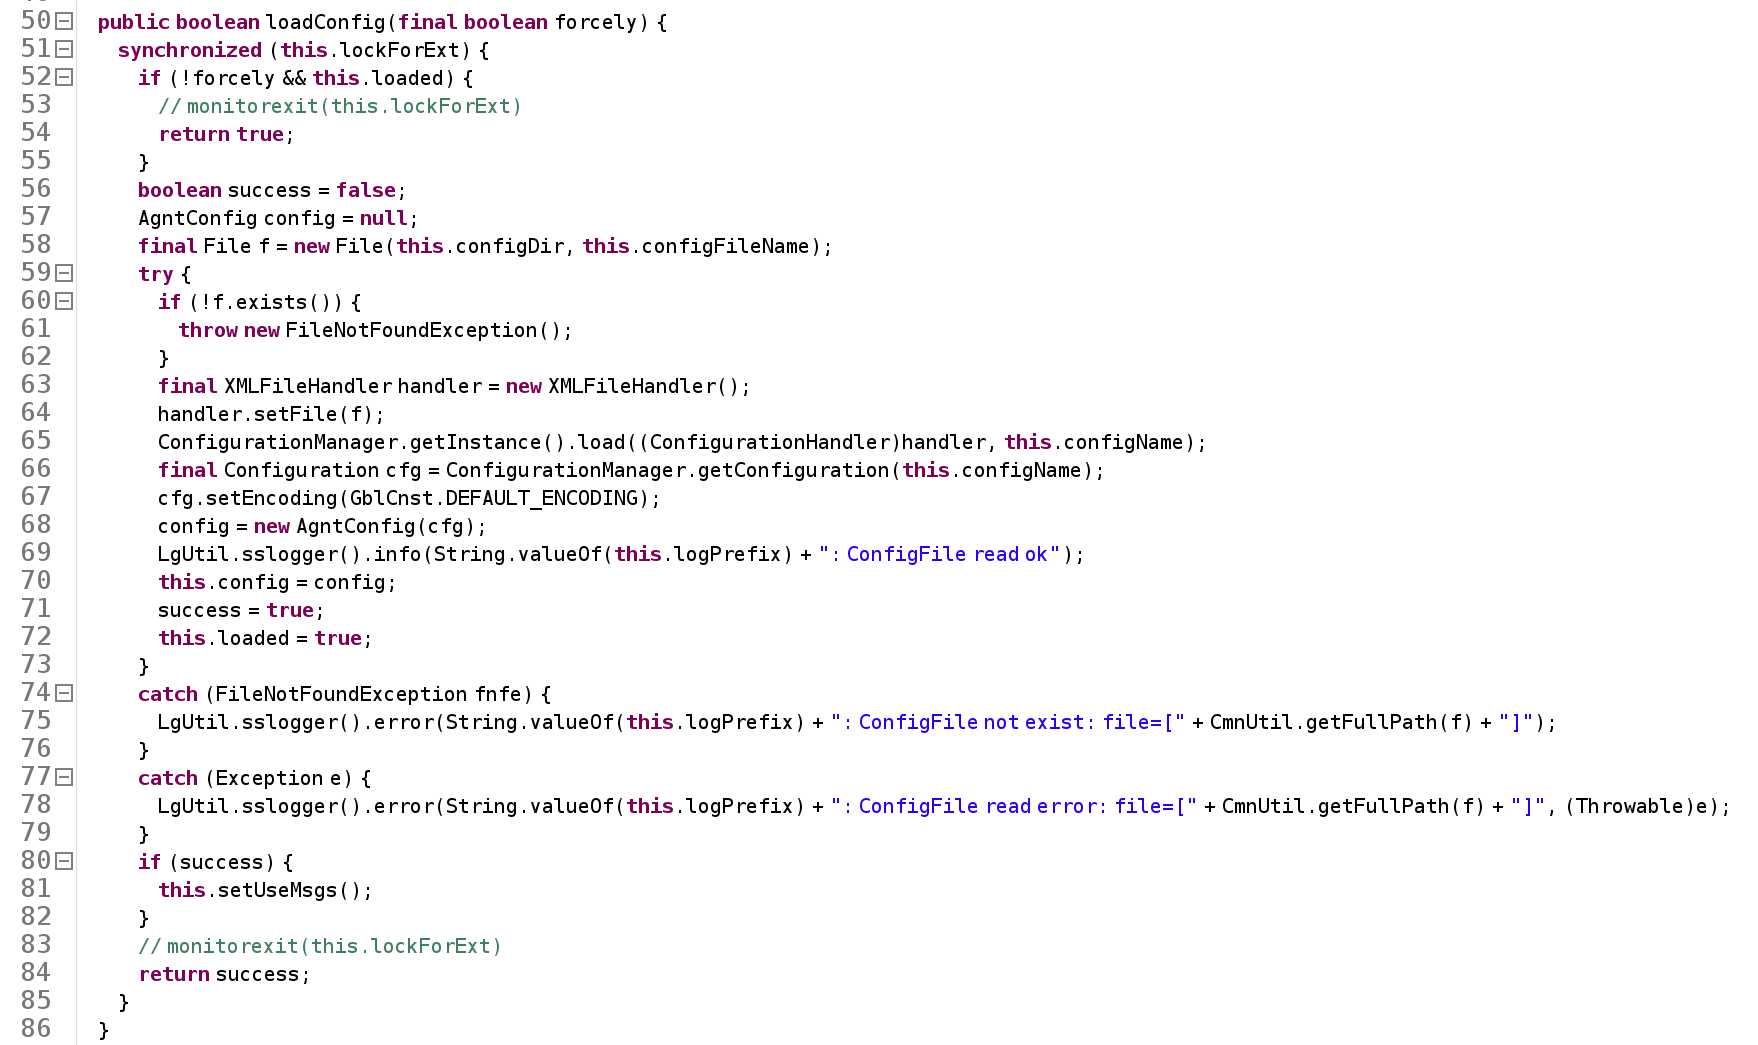 50 public boolean loadConfig(final boolean forcely) {
51 synchronized (this.lockForExt) {
52 if (!forcely && this.loaded) {
53 // monitorexit(this.lockForExt)
54 return true;
55 }
56 boolean success = false;
57 AgntConfig config = null;
58 final File f = new File(this.configDir, this.configFileName);
59 try {
60 if (!f.exists()) {
61 throw new FileNotFoundException();
62 }
63 final XMLFileHandler handler = new XMLFileHandler();
64 handler.setFile(f);
65 ConfigurationManager.getInstance().load((ConfigurationHandler)handler, this.configName);
66 final Configuration cfg = ConfigurationManager.getConfiguration(this.configName);
67 cfg.setEncoding(GblCnst.DEFAULT_ENCODING);
68 config = new AgntConfig(cfg);
69 LgUtil.sslogger().info(String.valueOf(this.logPrefix) + ": ConfigFile read ok");
70 this.config = config;
71 success = true;
72 this.loaded = true;
73 }
74 catch (FileNotFoundException fnfe) {
75 LgUtil.sslogger().error(String.valueOf(this.logPrefix) + ": ConfigFile not exist: file=[" + CmnUtil.getFullPath(f) + "]");
76 }
77 catch (Exception e) {
78 LgUtil.sslogger().error(String.valueOf(this.logPrefix) + ": ConfigFile read error: file=[" + CmnUtil.getFullPath(f) + "]", (Throwable)e);
79 }
80 if (success) {
81 this.setUseMsgs();
82 }
83 // monitorexit(this.lockForExt)
84 return success;
85 }
86 }